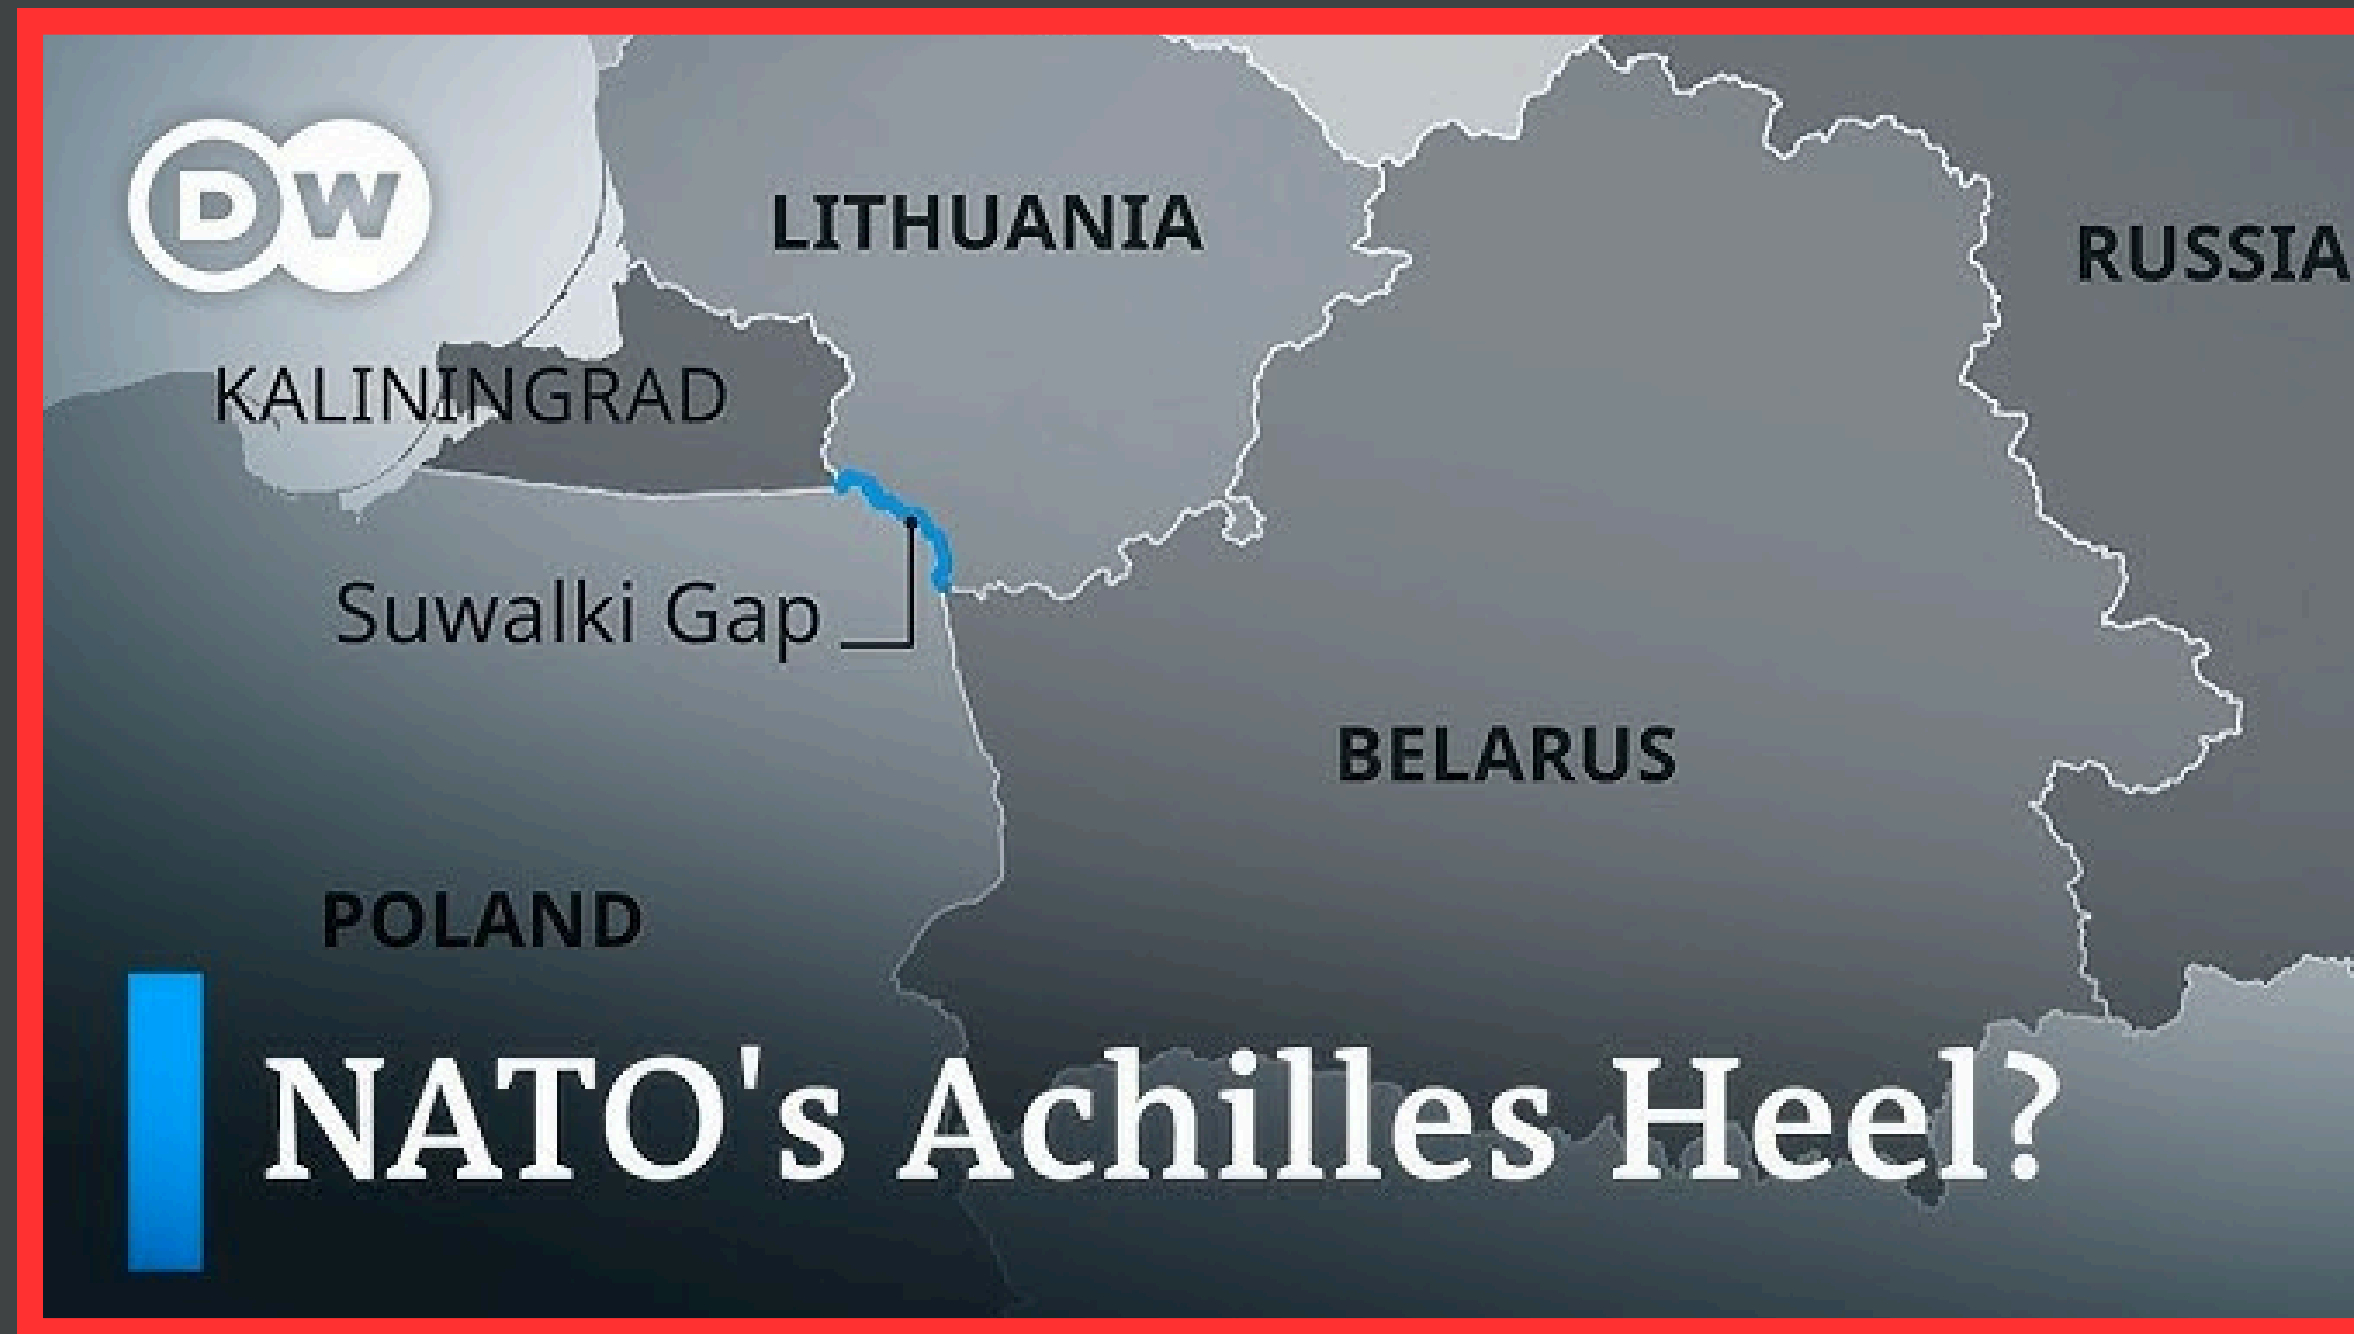 DW
LITHUANIA
RUSSIA
KALININGRAD
Suwalki Gap
BELARUS
POLAND
NATO's Achilles Heel?